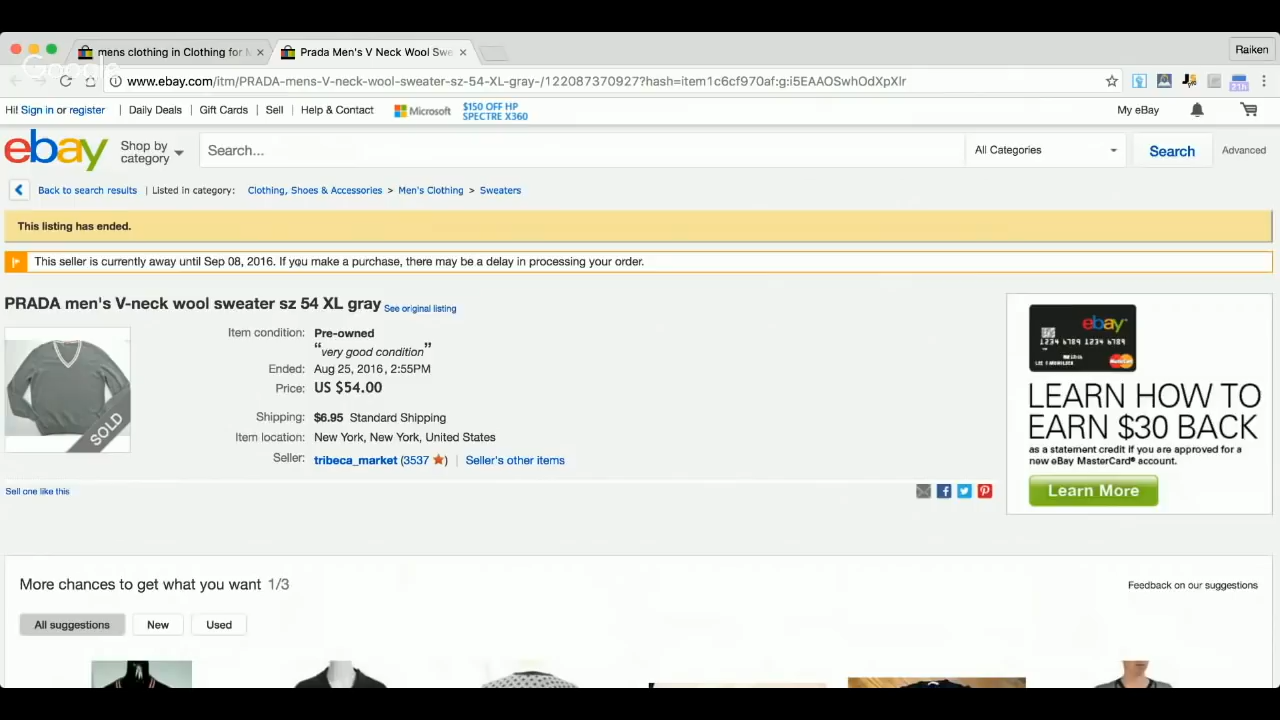 mens clothing in Clothing for M
Prada Men's V Neck Wool Swe
Raiken
Google
www.ebay.com/itm/PRADA-mens-V-neck-wool-sweater-sz-54-XL-gray-/122087370927?hash=item1c6cf970af:g:i5EAAOSwhOdXpXlr
21h
Hi! Sign in or register | Daily Deals | Gift Cards | Sell | Help & Contact
Microsoft
$150 OFF HP
SPECTRE X360
My eBay
ebay
Shop by
category
Search...
All Categories
Search
Advanced
Back to search results | Listed in category: Clothing, Shoes & Accessories > Men's Clothing > Sweaters
This listing has ended.
This seller is currently away until Sep 08, 2016. If you make a purchase, there may be a delay in processing your order.
PRADA men's V-neck wool sweater sz 54 XL gray See original listing
SOLD
Item condition: Pre-owned
“very good condition”
Ended: Aug 25, 2016, 2:55PM
Price: US $54.00
Shipping: $6.95 Standard Shipping
Item location: New York, New York, United States
Seller: tribeca_market (3537 ) | Seller's other items
Sell one like this
ebay
1234 6789 1234 6789
MasterCard
LEARN HOW TO
EARN $30 BACK
as a statement credit if you are approved for a
new eBay MasterCard® account.
Learn More
More chances to get what you want 1/3
Feedback on our suggestions
All suggestions
New
Used